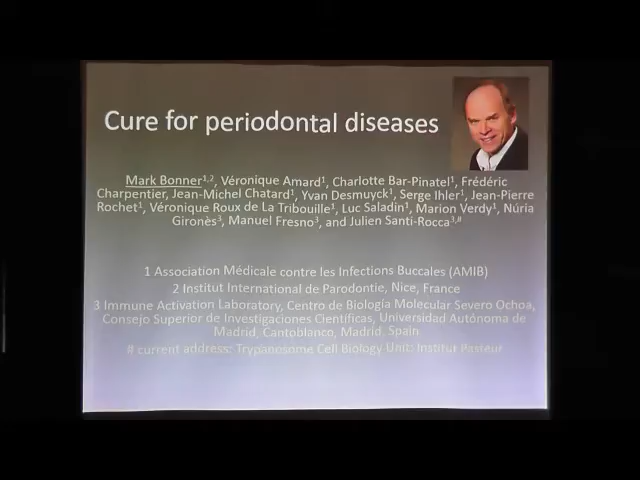 Cure for periodontal diseases
Mark Bonner1,2, Véronique Amard1, Charlotte Bar-Pinatel1, Frédéric
Charpentier, Jean-Michel Chatard1, Yvan Desmuyck1, Serge Ihler1, Jean-Pierre
Rochet1, Véronique Roux de La Tribouille1, Luc Saladin1, Marion Verdy1, Núria
Gironès3, Manuel Fresno3, and Julien Santi-Rocca3,#
1 Association Médicale contre les Infections Buccales (AMIB)
2 Institut International de Parodontie, Nice, France
3 Immune Activation Laboratory, Centro de Biología Molecular Severo Ochoa,
Consejo Superior de Investigaciones Científicas, Universidad Autónoma de
Madrid, Cantoblanco, Madrid, Spain
# current address: Trypanosome Cell Biology Unit; Institut Pasteur